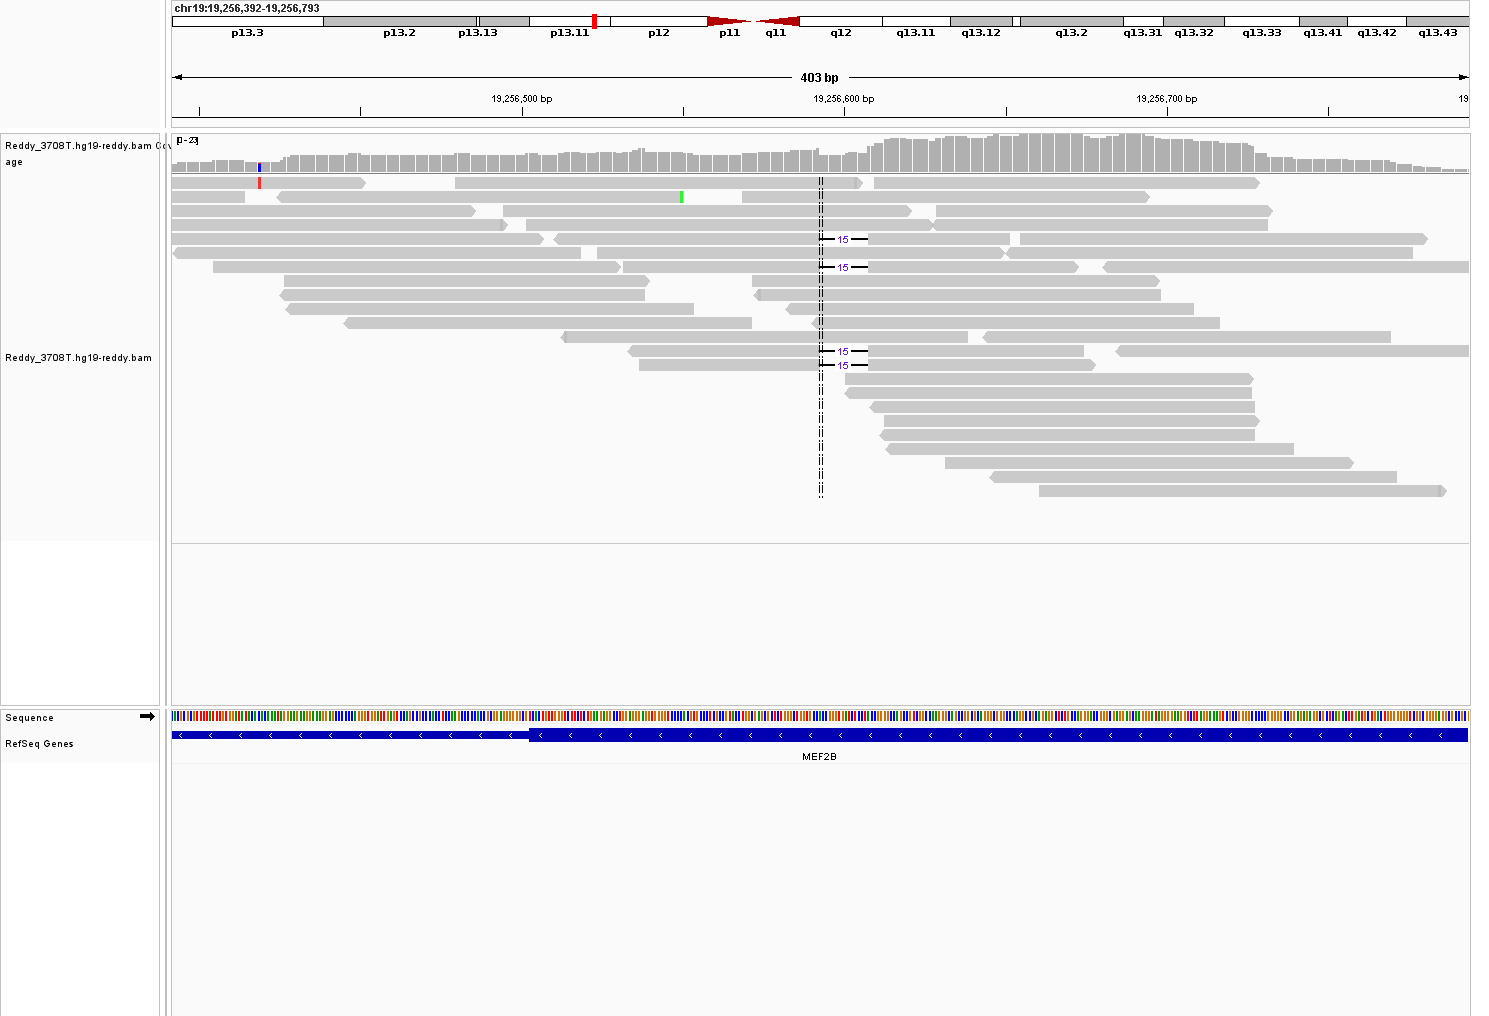 chr19:19,256,392-19,256,793
p13.3 p13.2 p13.13 p13.11 p12 p11 q11 q12 q13.11 q13.12 q13.2 q13.31 q13.32 q13.33 q13.41 q13.42 q13.43
403 bp
19,256,500 bp 19,256,600 bp 19,256,700 bp 19
Reddy_3708T.hg19-reddy.bam Cov
age
[0 - 23]
15
15
Reddy_3708T.hg19-reddy.bam
15
15
Sequence
RefSeq Genes
MEF2B